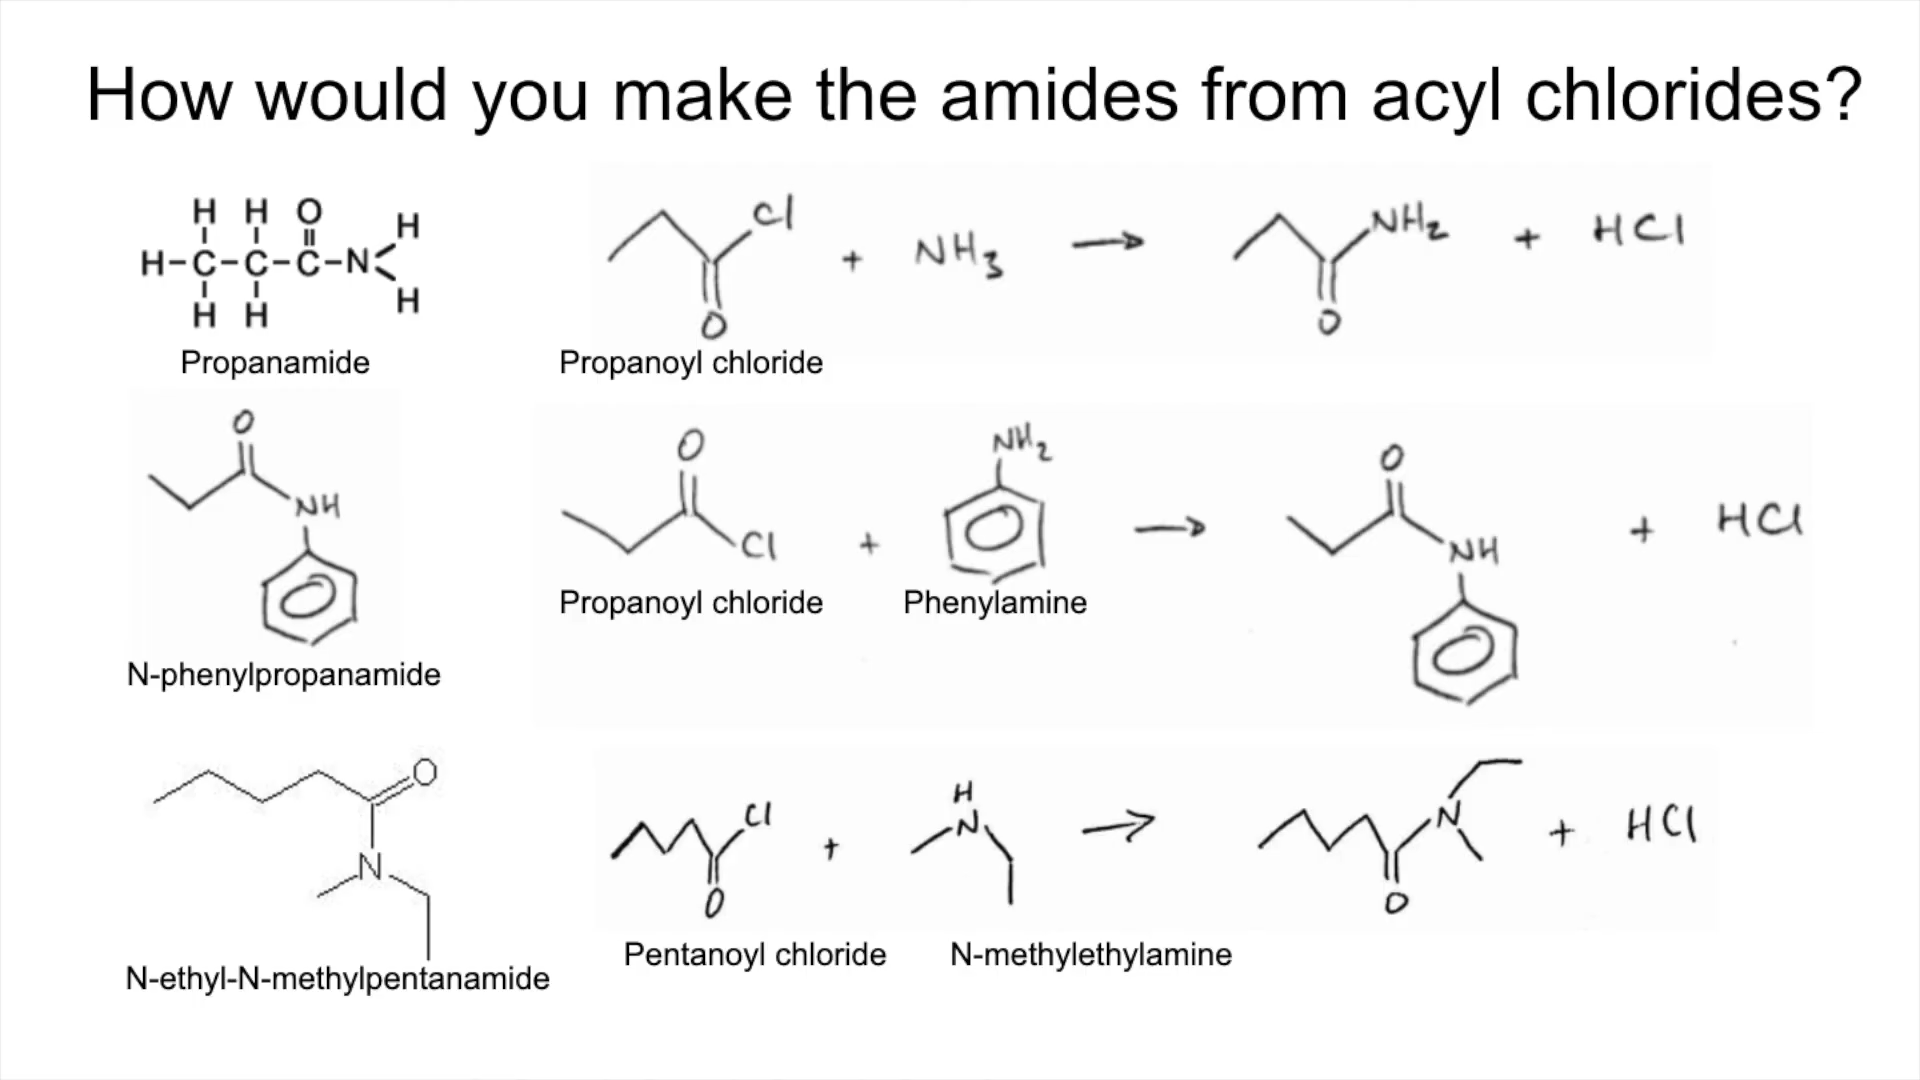 How would you make the amides from acyl chlorides?
H H O H
H-C-C-C-N
H H H
Propanamide
Cl
+ NH3 → NH2 + HCl
O O
Propanoyl chloride
O
NH
N-phenylpropanamide
O NH2 O
Cl + → NH + HCl
Propanoyl chloride Phenylamine
O
N
N-ethyl-N-methylpentanamide
Cl H
+ N → N + HCl
O O
Pentanoyl chloride N-methylethylamine